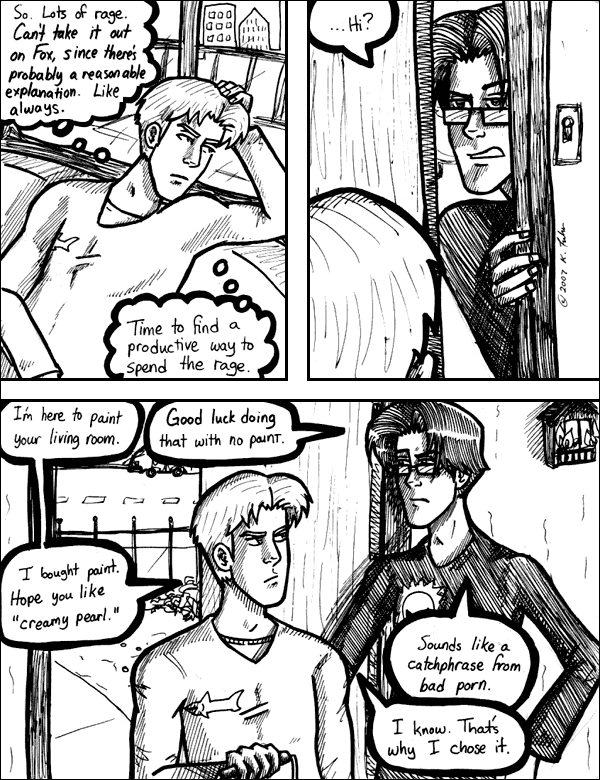 So. Lots of rage.
Can't take it out
on Fox, since there's
probably a reasonable
explanation. Like
always.
Time to find a
productive way to
spend the rage.
...Hi?
© 2007 K.
I'm here to paint
your living room.
Good luck doing
that with no paint.
I bought paint.
Hope you like
"creamy pearl."
Sounds like a
catchphrase from
bad porn.
I know. That's
why I chose it.